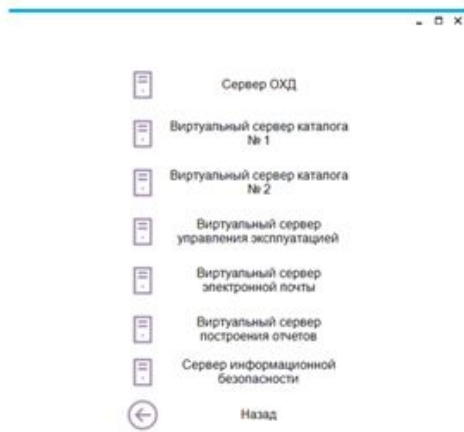 Сервер ОХД
Виртуальный сервер каталога
№ 1
Виртуальный сервер каталога
№ 2
Виртуальный сервер
управления эксплуатацией
Виртуальный сервер
электронной почты
Виртуальный сервер
построения отчетов
Сервер информационной
безопасности
Назад